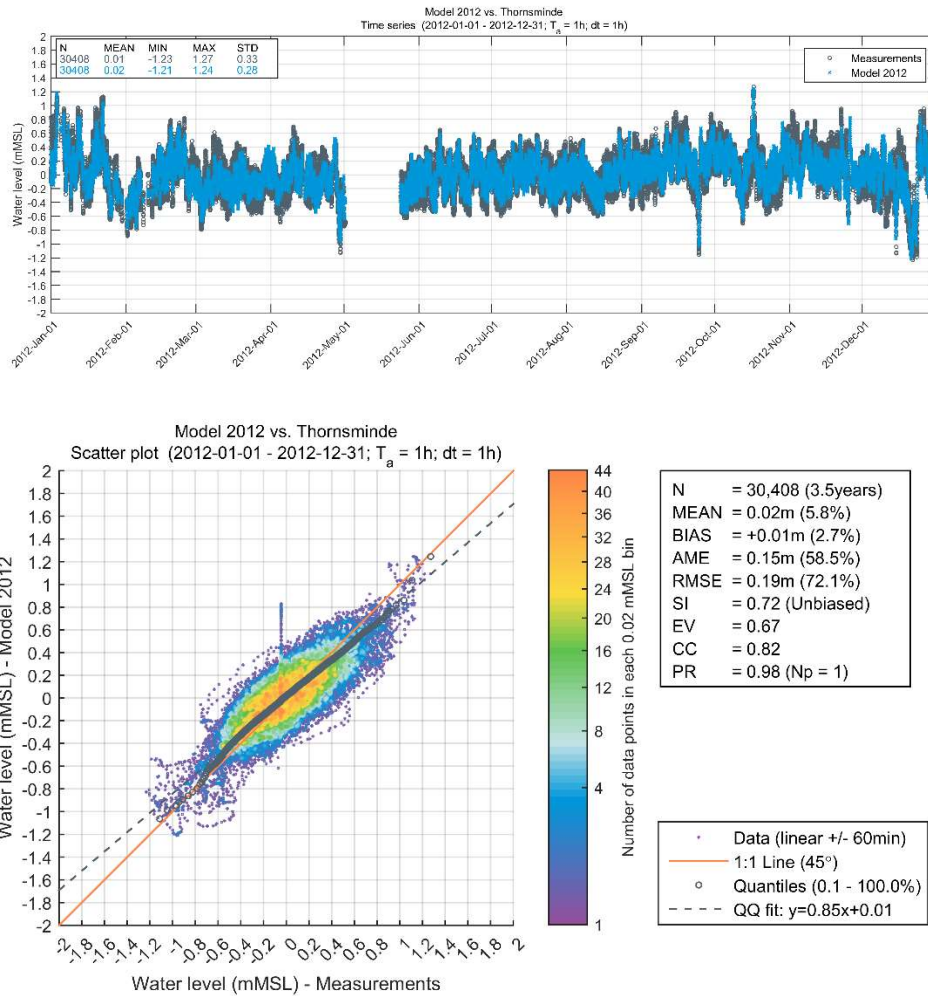 Model 2012 vs. Thornsminde
Time series (2012-01-01 - 2012-12-31; T_a = 1h; dt = 1h)
N MEAN MIN MAX STD
30408 0.01 -1.23 1.27 0.33
30408 0.02 -1.21 1.24 0.28
Measurements
Model 2012
Water level (mMSL)
2
1.8
1.6
1.4
1.2
1
0.8
0.6
0.4
0.2
0
-0.2
-0.4
-0.6
-0.8
-1
-1.2
-1.4
-1.6
-1.8
-2
2012-Jan-01
2012-Feb-01
2012-Mar-01
2012-Apr-01
2012-May-01
2012-Jun-01
2012-Jul-01
2012-Aug-01
2012-Sep-01
2012-Oct-01
2012-Nov-01
2012-Dec-01
Model 2012 vs. Thornsminde
Scatter plot (2012-01-01 - 2012-12-31; T_a = 1h; dt = 1h)
Water level (mMSL) - Model 2012
2
1.8
1.6
1.4
1.2
1
0.8
0.6
0.4
0.2
0
-0.2
-0.4
-0.6
-0.8
-1
-1.2
-1.4
-1.6
-1.8
-2
-2
-1.8
-1.6
-1.4
-1.2
-1
-0.8
-0.6
-0.4
-0.2
0
0.2
0.4
0.6
0.8
1
1.2
1.4
1.6
1.8
2
Water level (mMSL) - Measurements
44
40
36
32
28
24
20
16
12
8
4
1
Number of data points in each 0.02 mMSL bin
N = 30,408 (3.5years)
MEAN = 0.02m (5.8%)
BIAS = +0.01m (2.7%)
AME = 0.15m (58.5%)
RMSE = 0.19m (72.1%)
SI = 0.72 (Unbiased)
EV = 0.67
CC = 0.82
PR = 0.98 (Np = 1)
Data (linear +/- 60min)
1:1 Line (45°)
Quantiles (0.1 - 100.0%)
QQ fit: y=0.85x+0.01